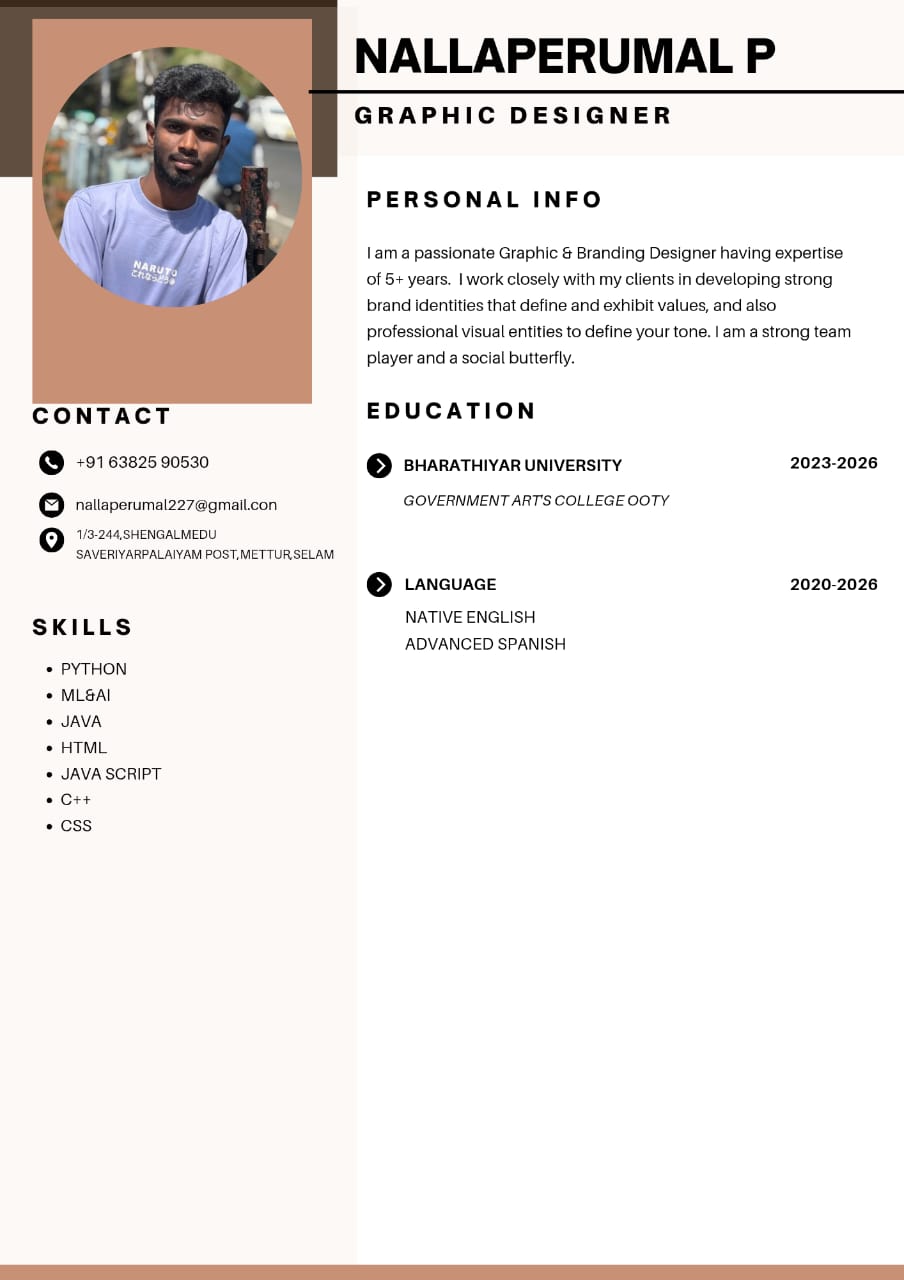 NALLAPERUMAL P
GRAPHIC DESIGNER
NARUTO
PERSONAL INFO
I am a passionate Graphic & Branding Designer having expertise
of 5+ years.  I work closely with my clients in developing strong
brand identities that define and exhibit values, and also
professional visual entities to define your tone. I am a strong team
player and a social butterfly.
CONTACT
+91 63825 90530
nallaperumal227@gmail.con
1/3-244,SHENGALMEDU
SAVERIYARPALAIYAM POST,METTUR,SELAM
SKILLS
• PYTHON
• ML&AI
• JAVA
• HTML
• JAVA SCRIPT
• C++
• CSS
EDUCATION
BHARATHIYAR UNIVERSITY 2023-2026
GOVERNMENT ART'S COLLEGE OOTY
LANGUAGE 2020-2026
NATIVE ENGLISH
ADVANCED SPANISH